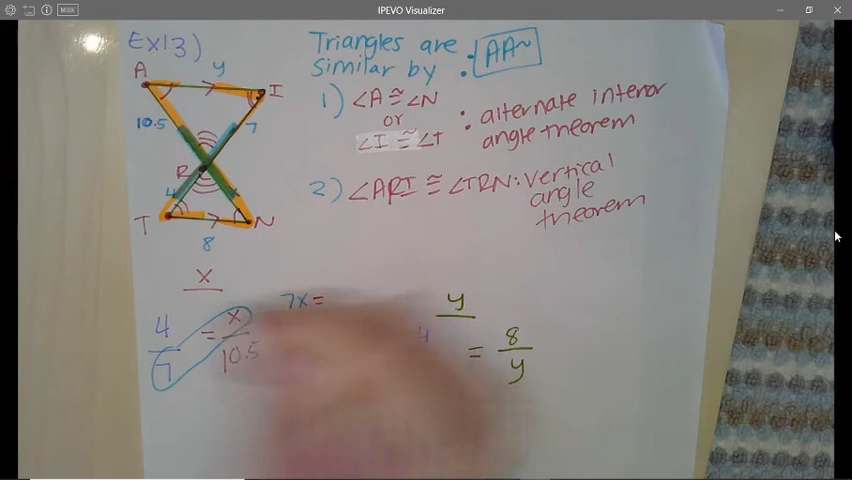 IPEVO Visualizer
MODE
Ex13)
Triangles are
similar by : AA~
A
y
I
10.5
7
R
4
x
T
N
8
1) ∠A ≅ ∠N
or
∠I ≅ ∠T
: alternate interior
angle theorem
2) ∠ARI ≅ ∠TRN: vertical
angle
theorem
x
4/7 = x/10.5
7x =
y
4
= 8/y